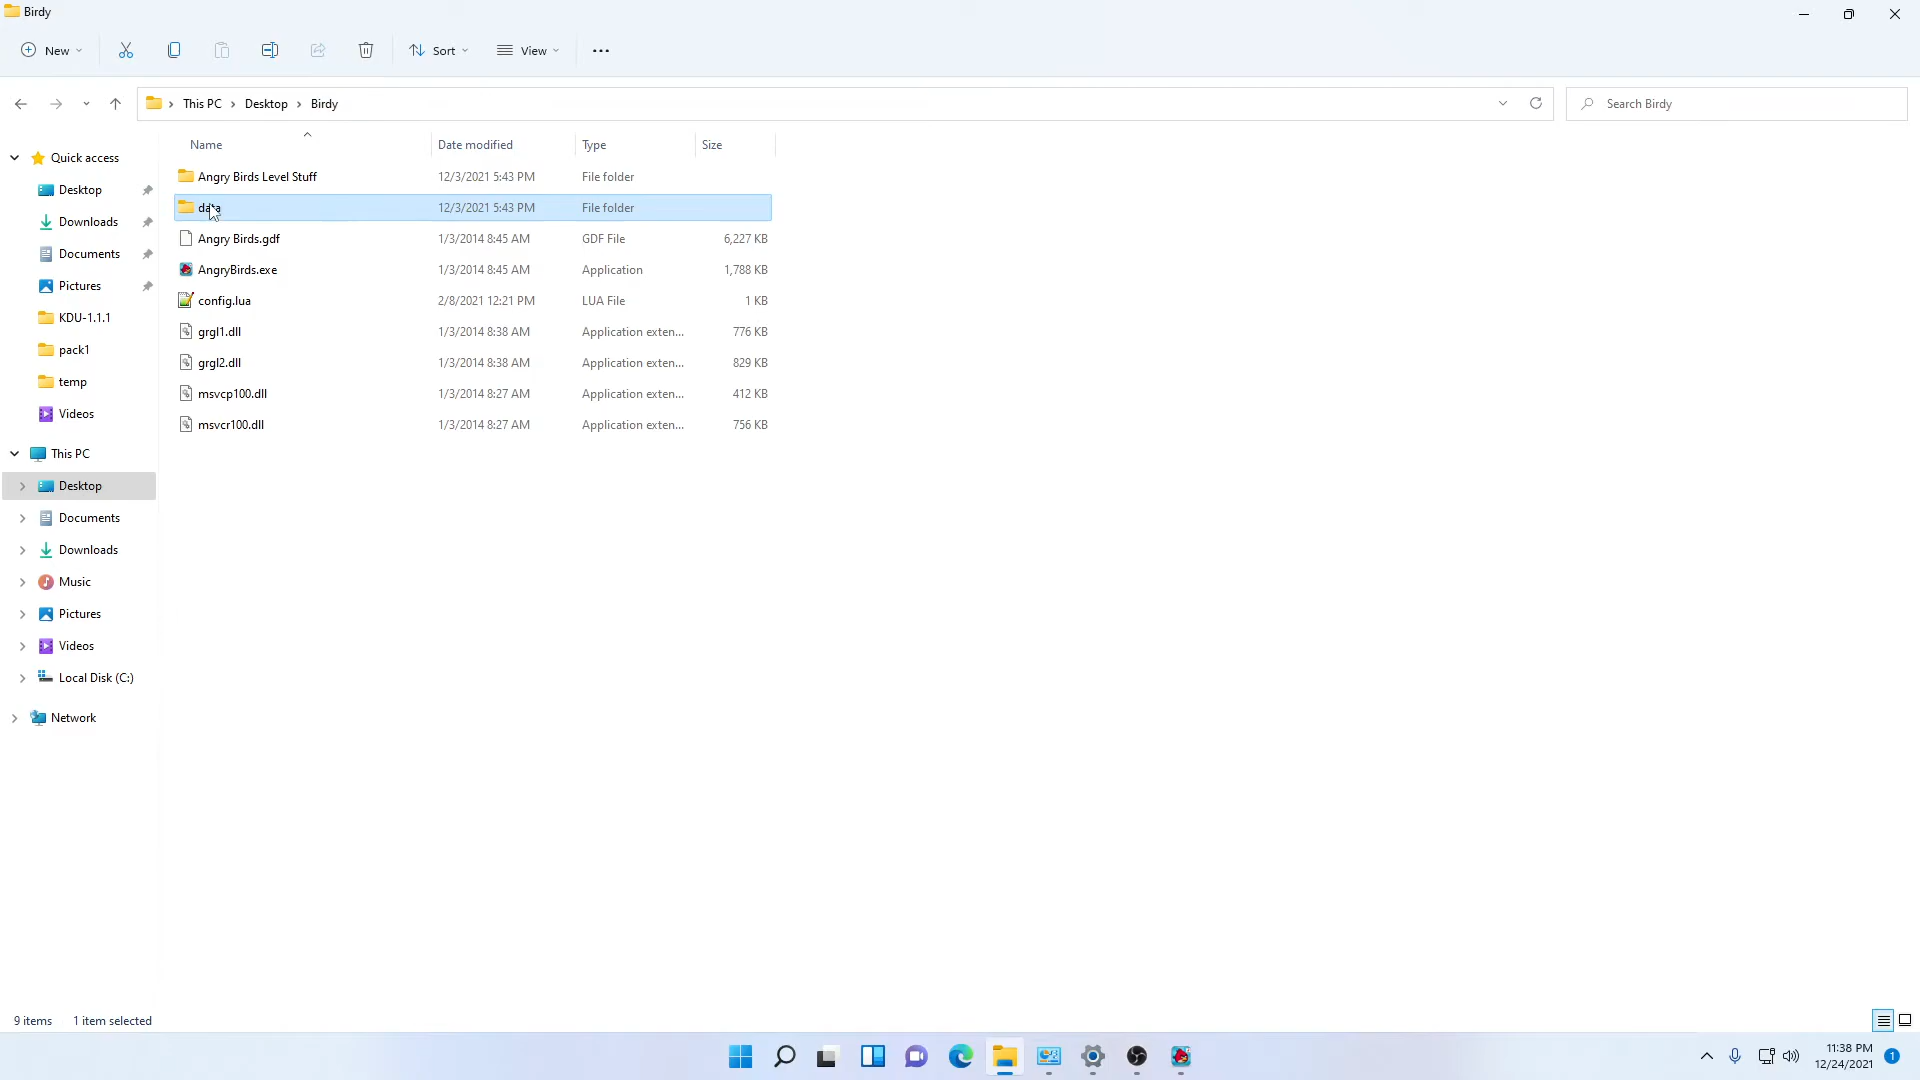 Birdy
New
Sort
View
This PC > Desktop > Birdy
Search Birdy
Name Date modified Type Size
Quick access
Desktop
Downloads
Documents
Pictures
KDU-1.1.1
pack1
temp
Videos
This PC
Desktop
Documents
Downloads
Music
Pictures
Videos
Local Disk (C:)
Network
Angry Birds Level Stuff 12/3/2021 5:43 PM File folder
data 12/3/2021 5:43 PM File folder
Angry Birds.gdf 1/3/2014 8:45 AM GDF File 6,227 KB
AngryBirds.exe 1/3/2014 8:45 AM Application 1,788 KB
config.lua 2/8/2021 12:21 PM LUA File 1 KB
grgl1.dll 1/3/2014 8:38 AM Application exten... 776 KB
grgl2.dll 1/3/2014 8:38 AM Application exten... 829 KB
msvcp100.dll 1/3/2014 8:27 AM Application exten... 412 KB
msvcr100.dll 1/3/2014 8:27 AM Application exten... 756 KB
9 items 1 item selected
11:38 PM
12/24/2021
1